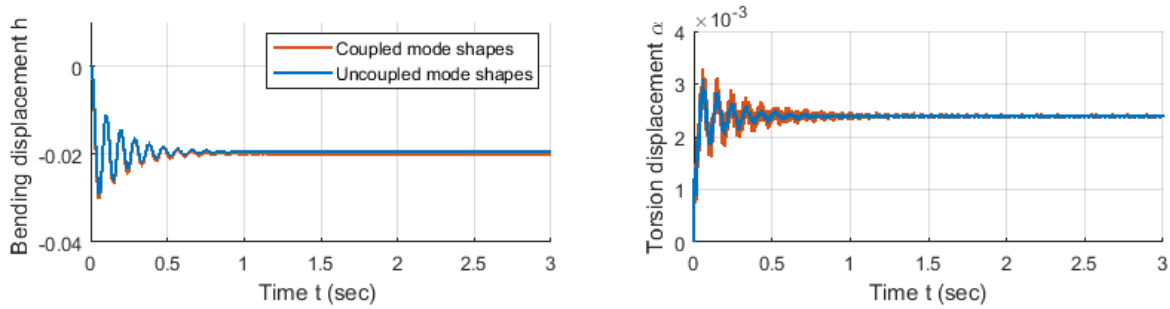 Bending displacement h
0
-0.02
-0.04
0 0.5 1 1.5 2 2.5 3
Time t (sec)
Coupled mode shapes
Uncoupled mode shapes
Torsion displacement α
× 10⁻³
4
3
2
1
0
0 0.5 1 1.5 2 2.5 3
Time t (sec)